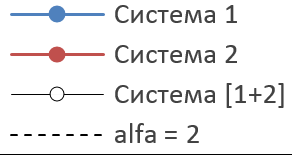 Система 1
Система 2
Система [1+2]
alfa = 2